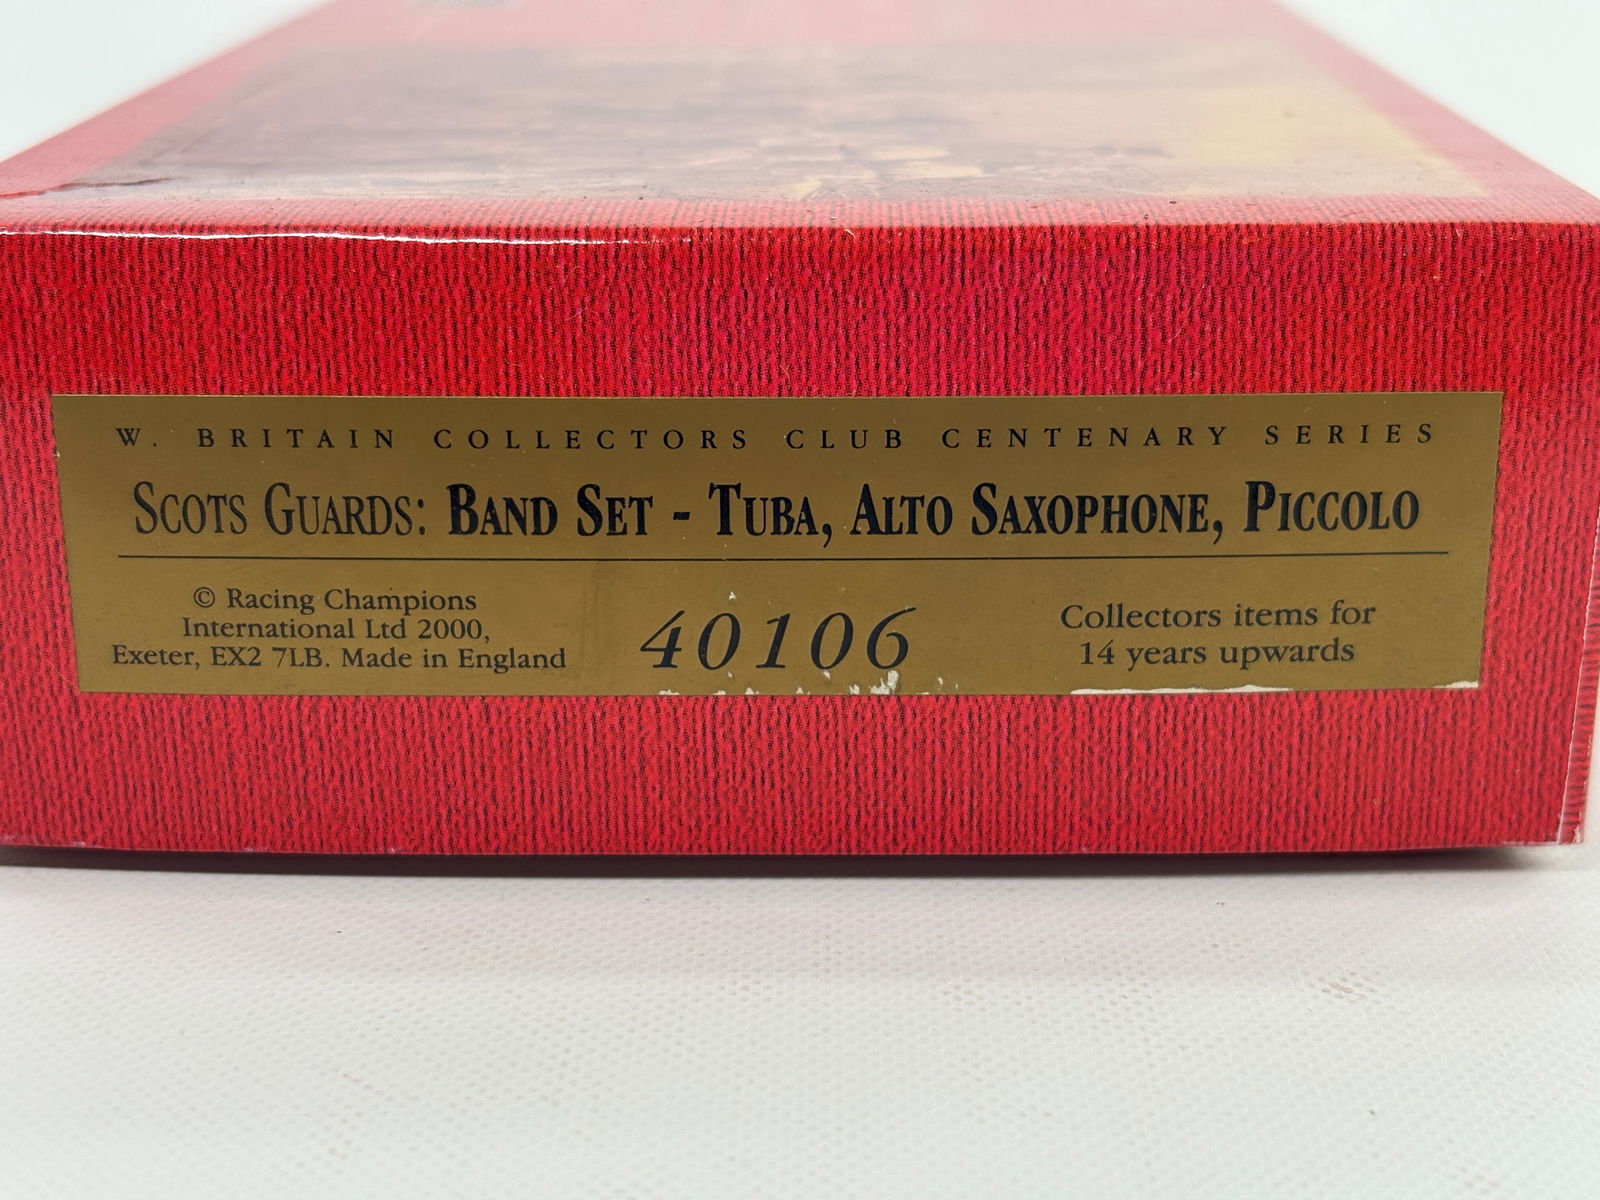 W. BRITAIN COLLECTORS CLUB CENTENARY SERIES
SCOTS GUARDS: BAND SET - TUBA, ALTO SAXOPHONE, PICCOLO
© Racing Champions
International Ltd 2000,
Exeter, EX2 7LB. Made in England
40106
Collectors items for
14 years upwards